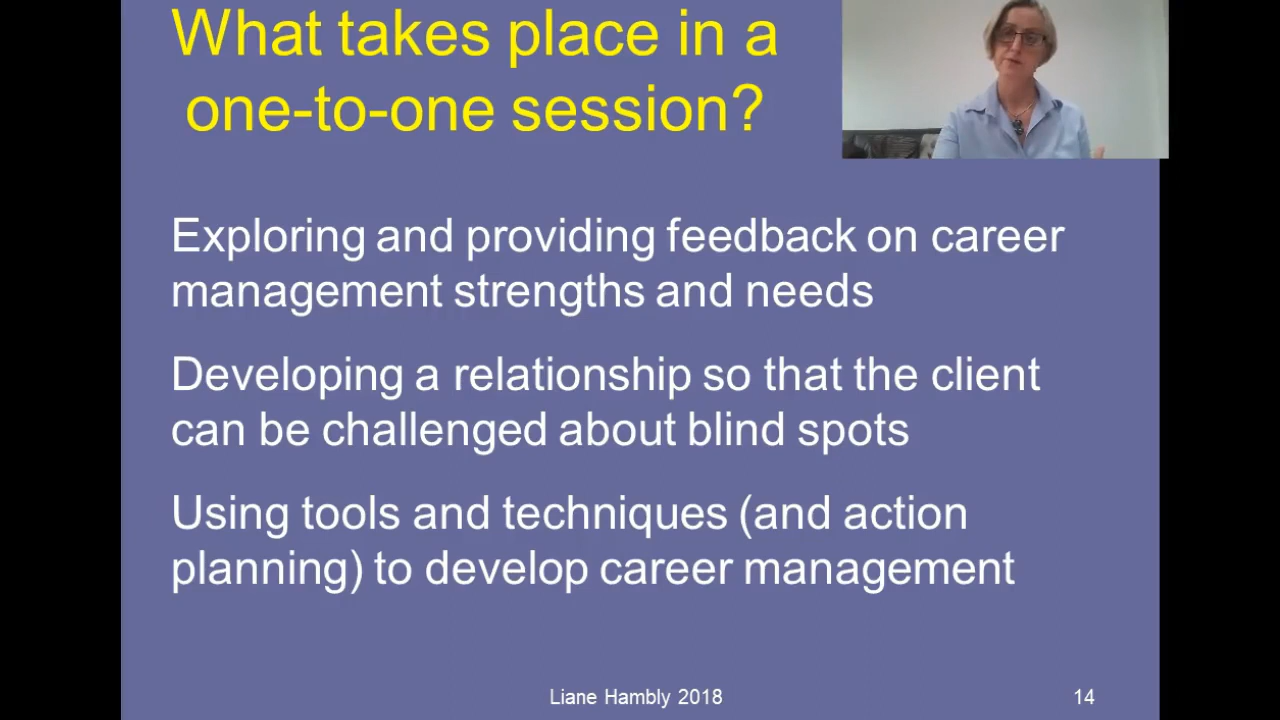 What takes place in a
one-to-one session?
Exploring and providing feedback on career
management strengths and needs
Developing a relationship so that the client
can be challenged about blind spots
Using tools and techniques (and action
planning) to develop career management
Liane Hambly 2018
14